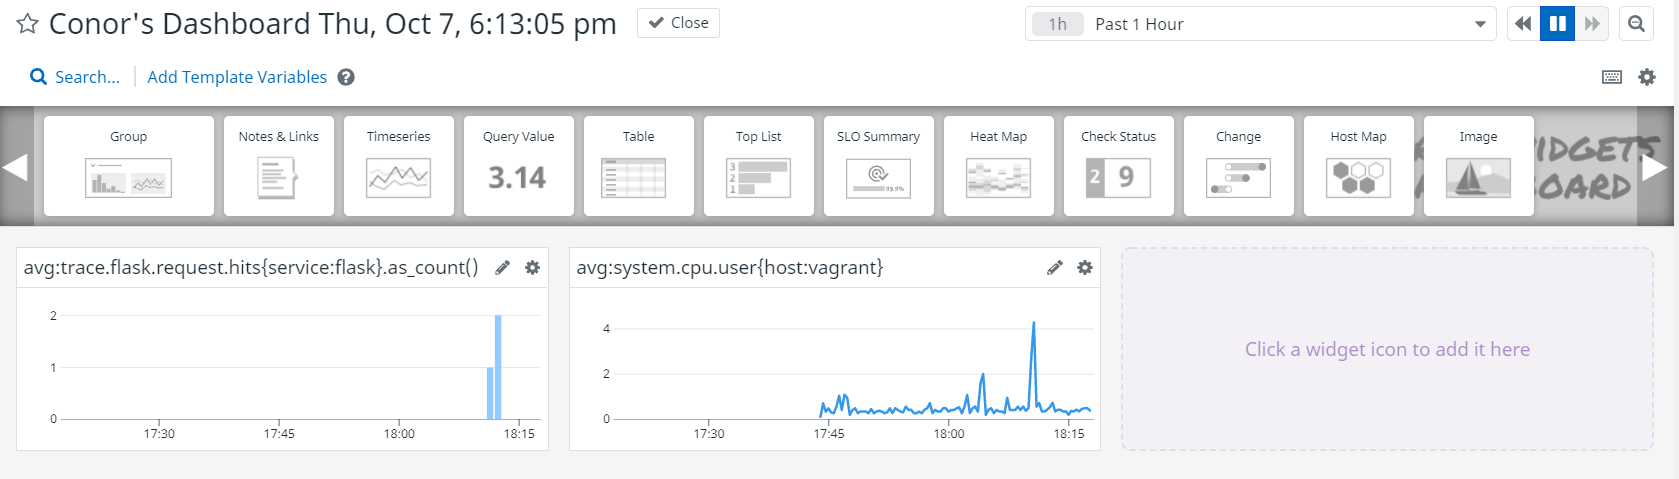 Conor's Dashboard Thu, Oct 7, 6:13:05 pm
Close
1h Past 1 Hour
Search...
Add Template Variables
?
Group
Notes & Links
Timeseries
Query Value
3.14
Table
Top List
3
2
1
SLO Summary
99.9%
Heat Map
Check Status
2 9
Change
Host Map
Image
IDGETS
OARD
avg:trace.flask.request.hits{service:flask}.as_count()
2
1
0
17:30 17:45 18:00 18:15
avg:system.cpu.user{host:vagrant}
4
2
0
17:30 17:45 18:00 18:15
Click a widget icon to add it here